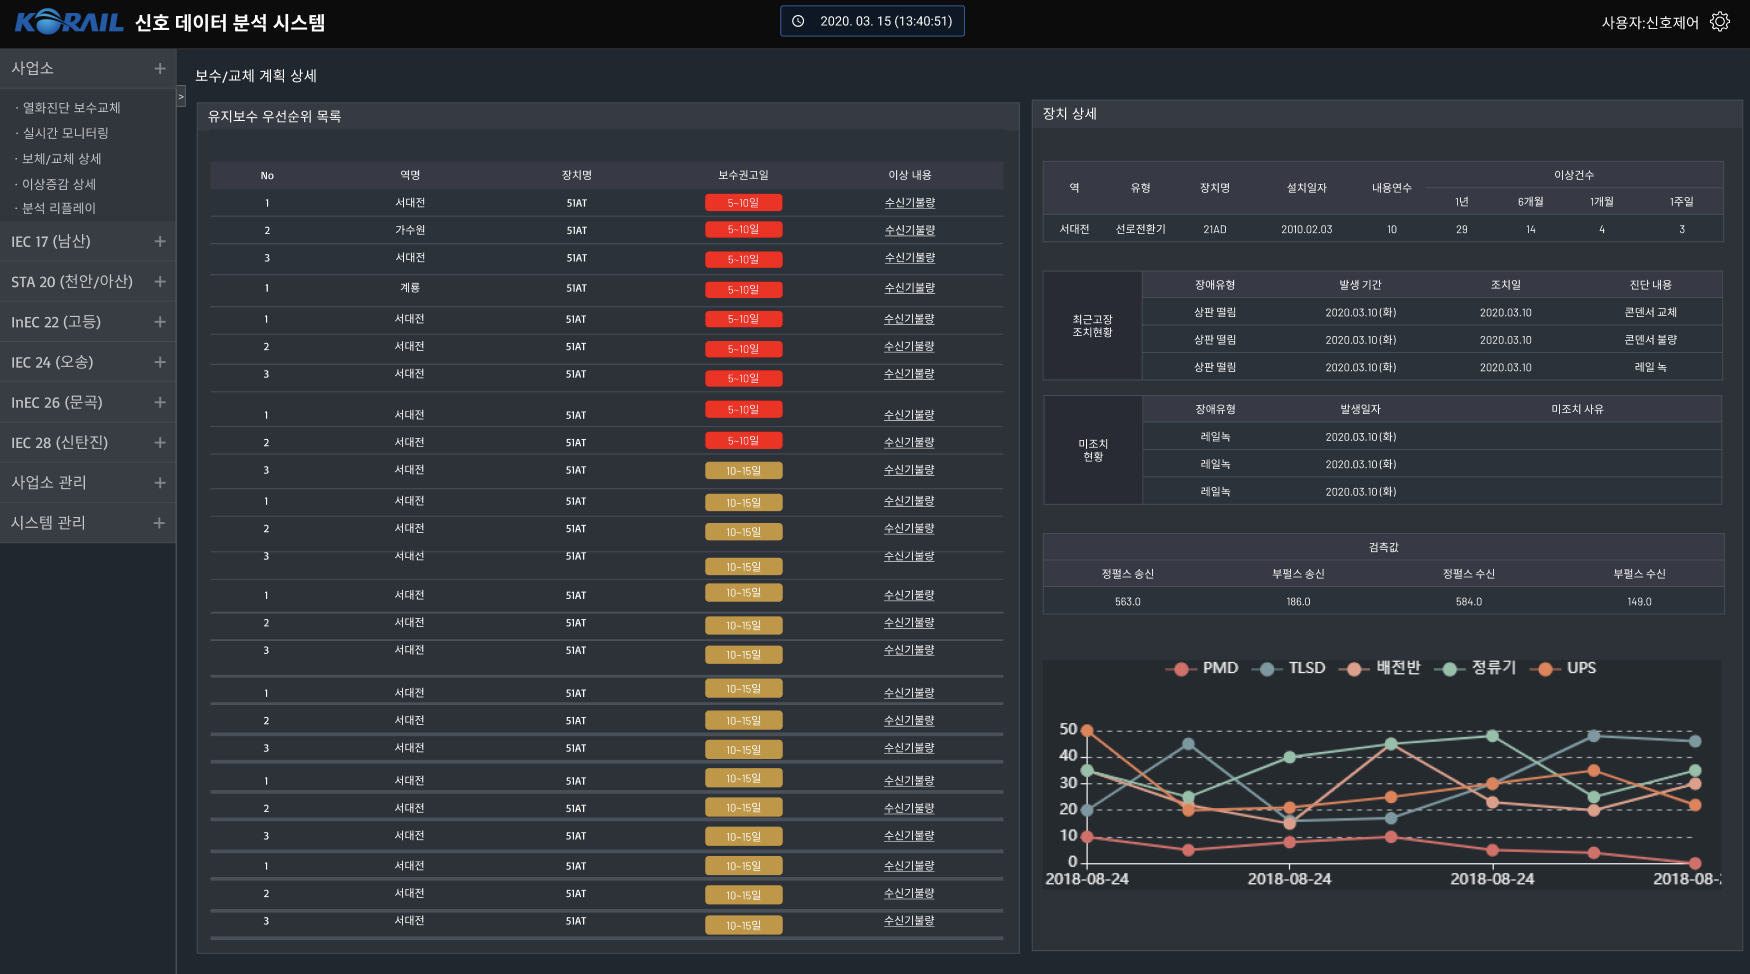 KORAIL 신호 데이터 분석 시스템
2020. 03. 15 (13:40:51)
사용자:신호제어
사업소 +
· 열화진단 보수교체
· 실시간 모니터링
· 보체/교체 상세
· 이상증감 상세
· 분석 리플레이
IEC 17 (남산) +
STA 20 (천안/아산) +
InEC 22 (고등) +
IEC 24 (오송) +
InEC 26 (문곡) +
IEC 28 (신탄진) +
사업소 관리 +
시스템 관리 +
>
보수/교체 계획 상세
유지보수 우선순위 목록
No 역명 장치명 보수권고일 이상 내용
1 서대전 51AT 5~10일 수신기불량
2 가수원 51AT 5~10일 수신기불량
3 서대전 51AT 5~10일 수신기불량
1 계룡 51AT 5~10일 수신기불량
1 서대전 51AT 5~10일 수신기불량
2 서대전 51AT 5~10일 수신기불량
3 서대전 51AT 5~10일 수신기불량
1 서대전 51AT 5~10일 수신기불량
2 서대전 51AT 5~10일 수신기불량
3 서대전 51AT 10~15일 수신기불량
1 서대전 51AT 10~15일 수신기불량
2 서대전 51AT 10~15일 수신기불량
3 서대전 51AT 10~15일 수신기불량
1 서대전 51AT 10~15일 수신기불량
2 서대전 51AT 10~15일 수신기불량
3 서대전 51AT 10~15일 수신기불량
1 서대전 51AT 10~15일 수신기불량
2 서대전 51AT 10~15일 수신기불량
3 서대전 51AT 10~15일 수신기불량
1 서대전 51AT 10~15일 수신기불량
2 서대전 51AT 10~15일 수신기불량
3 서대전 51AT 10~15일 수신기불량
1 서대전 51AT 10~15일 수신기불량
2 서대전 51AT 10~15일 수신기불량
3 서대전 51AT 10~15일 수신기불량
장치 상세
역 유형 장치명 설치일자 내용연수 이상건수
1년 6개월 1개월 1주일
서대전 선로전환기 21AD 2010.02.03 10 29 14 4 3
최근고장
조치현황
장애유형 발생 기간 조치일 진단 내용
상판 떨림 2020.03.10(화) 2020.03.10 콘덴서 교체
상판 떨림 2020.03.10(화) 2020.03.10 콘덴서 불량
상판 떨림 2020.03.10(화) 2020.03.10 레일 녹
미조치
현황
장애유형 발생일자 미조치 사유
레일녹 2020.03.10(화)
레일녹 2020.03.10(화)
레일녹 2020.03.10(화)
검측값
정펄스 송신 부펄스 송신 정펄스 수신 부펄스 수신
563.0 186.0 584.0 149.0
PMD TLSD 배전반 정류기 UPS
50
40
30
20
10
0
2018-08-24 2018-08-24 2018-08-24 2018-08-